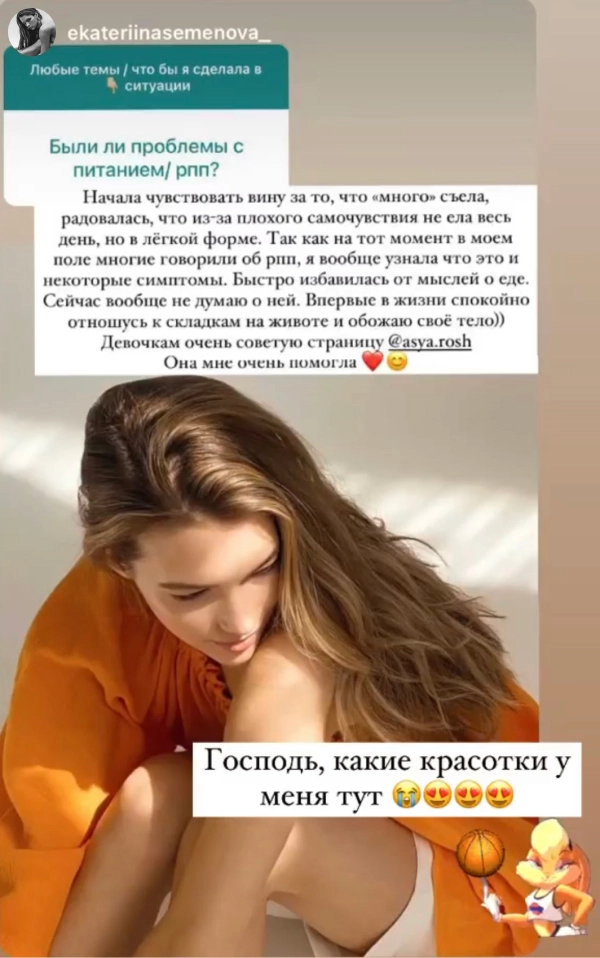 ekateriinasemenova_
Любые темы / что бы я сделала в
👇🏼 ситуации
Были ли проблемы с
питанием/ рпп?
Начала чувствовать вину за то, что «много» съела,
радовалась, что из-за плохого самочувствия не ела весь
день, но в лёгкой форме. Так как на тот момент в моем
поле многие говорили об рпп, я вообще узнала что это и
некоторые симптомы. Быстро избавилась от мыслей о еде.
Сейчас вообще не думаю о ней. Впервые в жизни спокойно
отношусь к складкам на животе и обожаю своё тело))
Девочкам очень советую страницу @asya.rosh
Она мне очень помогла ❤️😊
Господь, какие красотки у
меня тут 😭😍😍😍